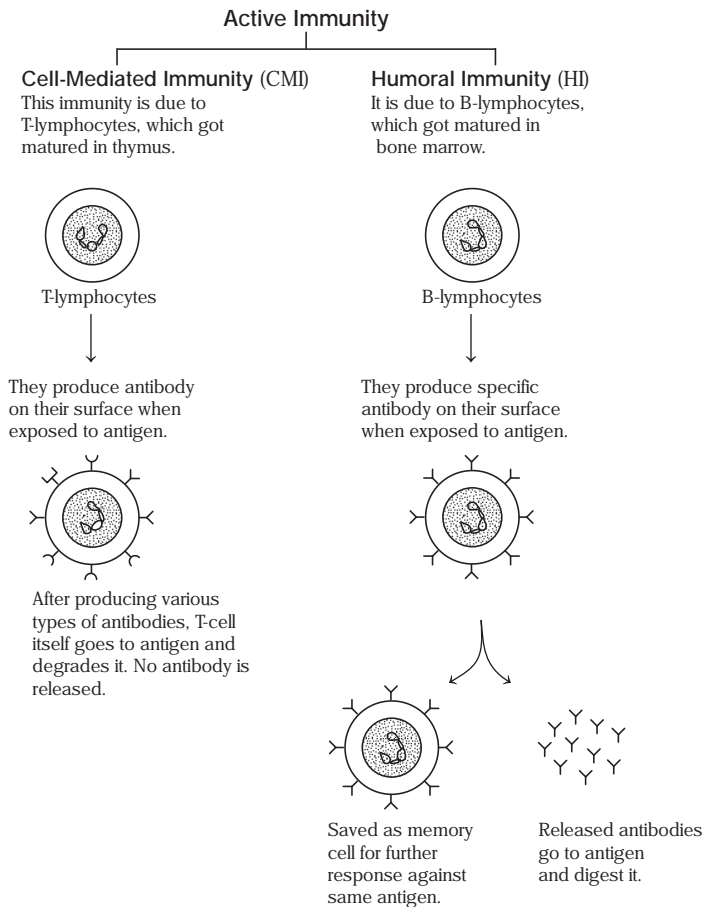 Active Immunity
Cell-Mediated Immunity (CMI)
This immunity is due to
T-lymphocytes, which got
matured in thymus.
T-lymphocytes
They produce antibody
on their surface when
exposed to antigen.
After producing various
types of antibodies, T-cell
itself goes to antigen and
degrades it. No antibody is
released.
Humoral Immunity (HI)
It is due to B-lymphocytes,
which got matured in
bone marrow.
B-lymphocytes
They produce specific
antibody on their surface
when exposed to antigen.
Saved as memory
cell for further
response against
same antigen.
Released antibodies
go to antigen
and digest it.